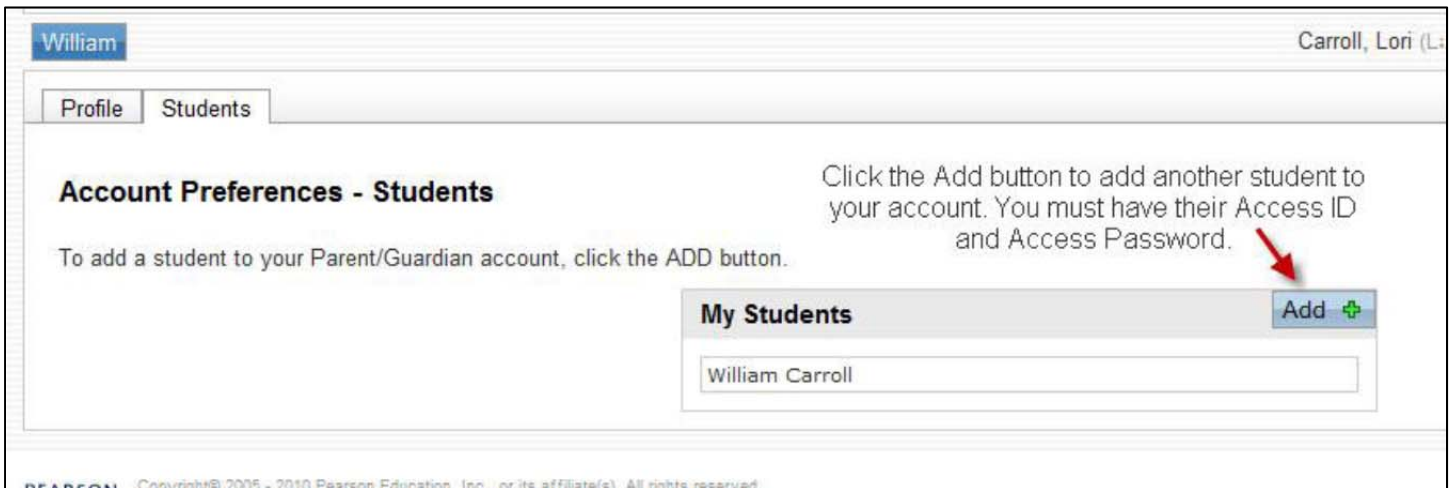 William
Carroll, Lori
Profile
Students
Account Preferences - Students
Click the Add button to add another student to
your account. You must have their Access ID
and Access Password.
To add a student to your Parent/Guardian account, click the ADD button.
My Students
Add
William Carroll
PEARSON Copyright© 2005 - 2010 Pearson Education, Inc., or its affiliate(s). All rights reserved.